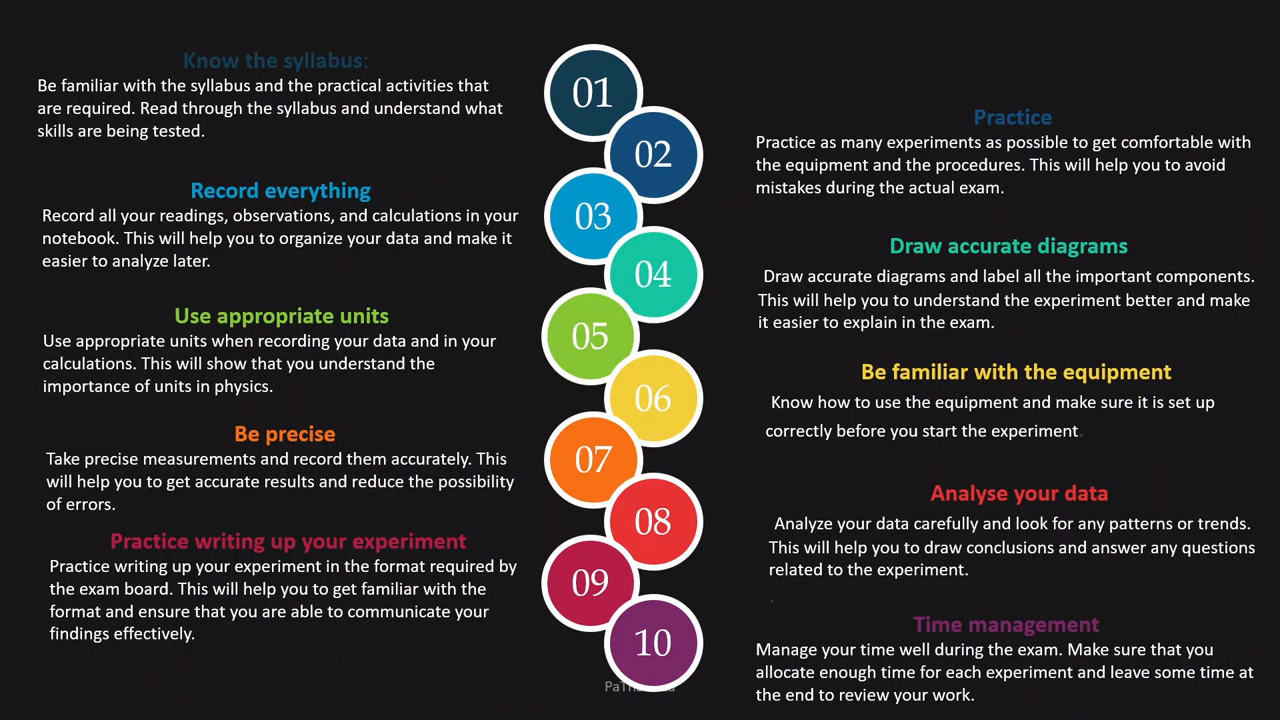 Know the syllabus:
Be familiar with the syllabus and the practical activities that
are required. Read through the syllabus and understand what
skills are being tested.
01
02
Practice
Practice as many experiments as possible to get comfortable with
the equipment and the procedures. This will help you to avoid
mistakes during the actual exam.
Record everything
Record all your readings, observations, and calculations in your
notebook. This will help you to organize your data and make it
easier to analyze later.
03
04
Draw accurate diagrams
Draw accurate diagrams and label all the important components.
This will help you to understand the experiment better and make
it easier to explain in the exam.
Use appropriate units
Use appropriate units when recording your data and in your
calculations. This will show that you understand the
importance of units in physics.
05
06
Be familiar with the equipment
Know how to use the equipment and make sure it is set up
correctly before you start the experiment.
Be precise
Take precise measurements and record them accurately. This
will help you to get accurate results and reduce the possibility
of errors.
07
08
Analyse your data
Analyze your data carefully and look for any patterns or trends.
This will help you to draw conclusions and answer any questions
related to the experiment.
.
Practice writing up your experiment
Practice writing up your experiment in the format required by
the exam board. This will help you to get familiar with the
format and ensure that you are able to communicate your
findings effectively.
09
10
Time management
Manage your time well during the exam. Make sure that you
allocate enough time for each experiment and leave some time at
the end to review your work.